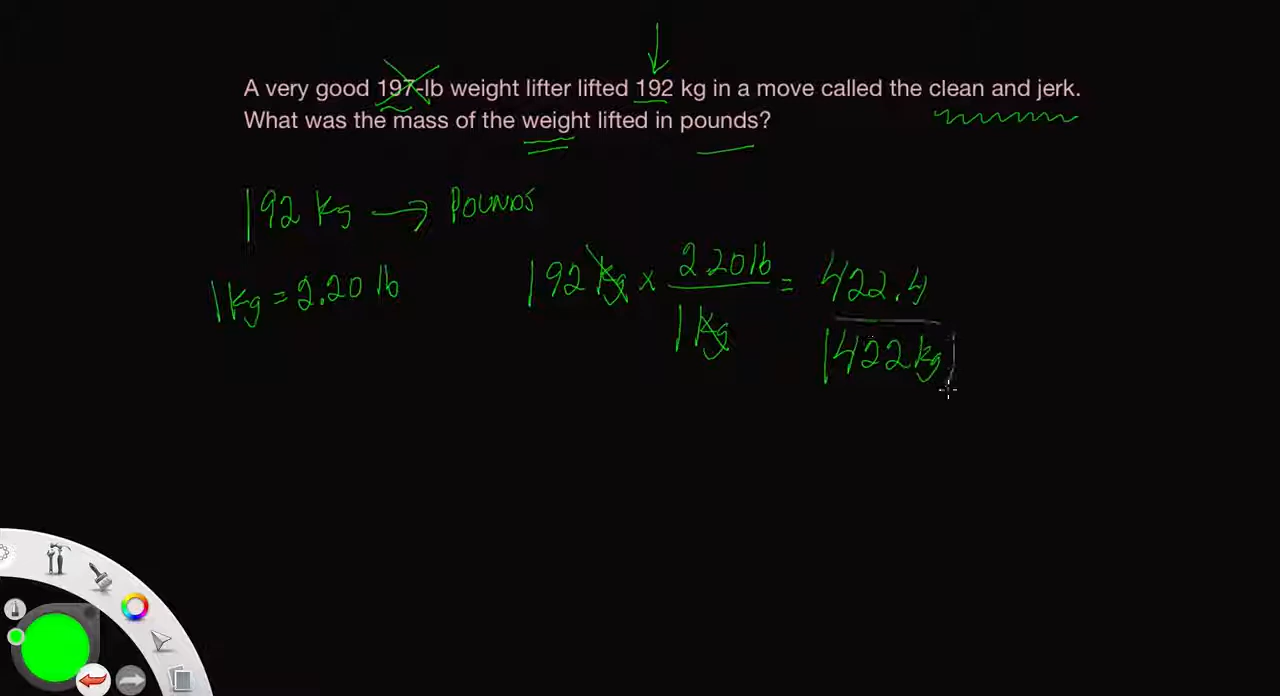 A very good 197-lb weight lifter lifted 192 kg in a move called the clean and jerk.
What was the mass of the weight lifted in pounds?
192 kg → POUNDS
1kg = 2.20 lb
192 kg × 2.20 lb / 1 kg = 422.4
422 kg